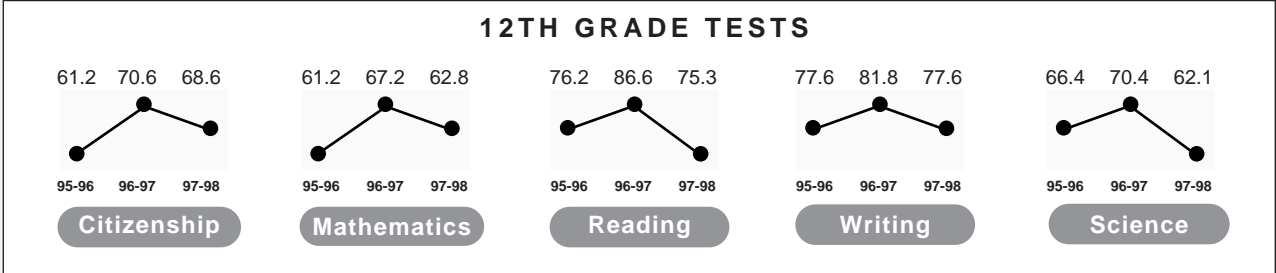 12TH GRADE TESTS
61.2 70.6 68.6
95-96 96-97 97-98
Citizenship
61.2 67.2 62.8
95-96 96-97 97-98
Mathematics
76.2 86.6 75.3
95-96 96-97 97-98
Reading
77.6 81.8 77.6
95-96 96-97 97-98
Writing
66.4 70.4 62.1
95-96 96-97 97-98
Science